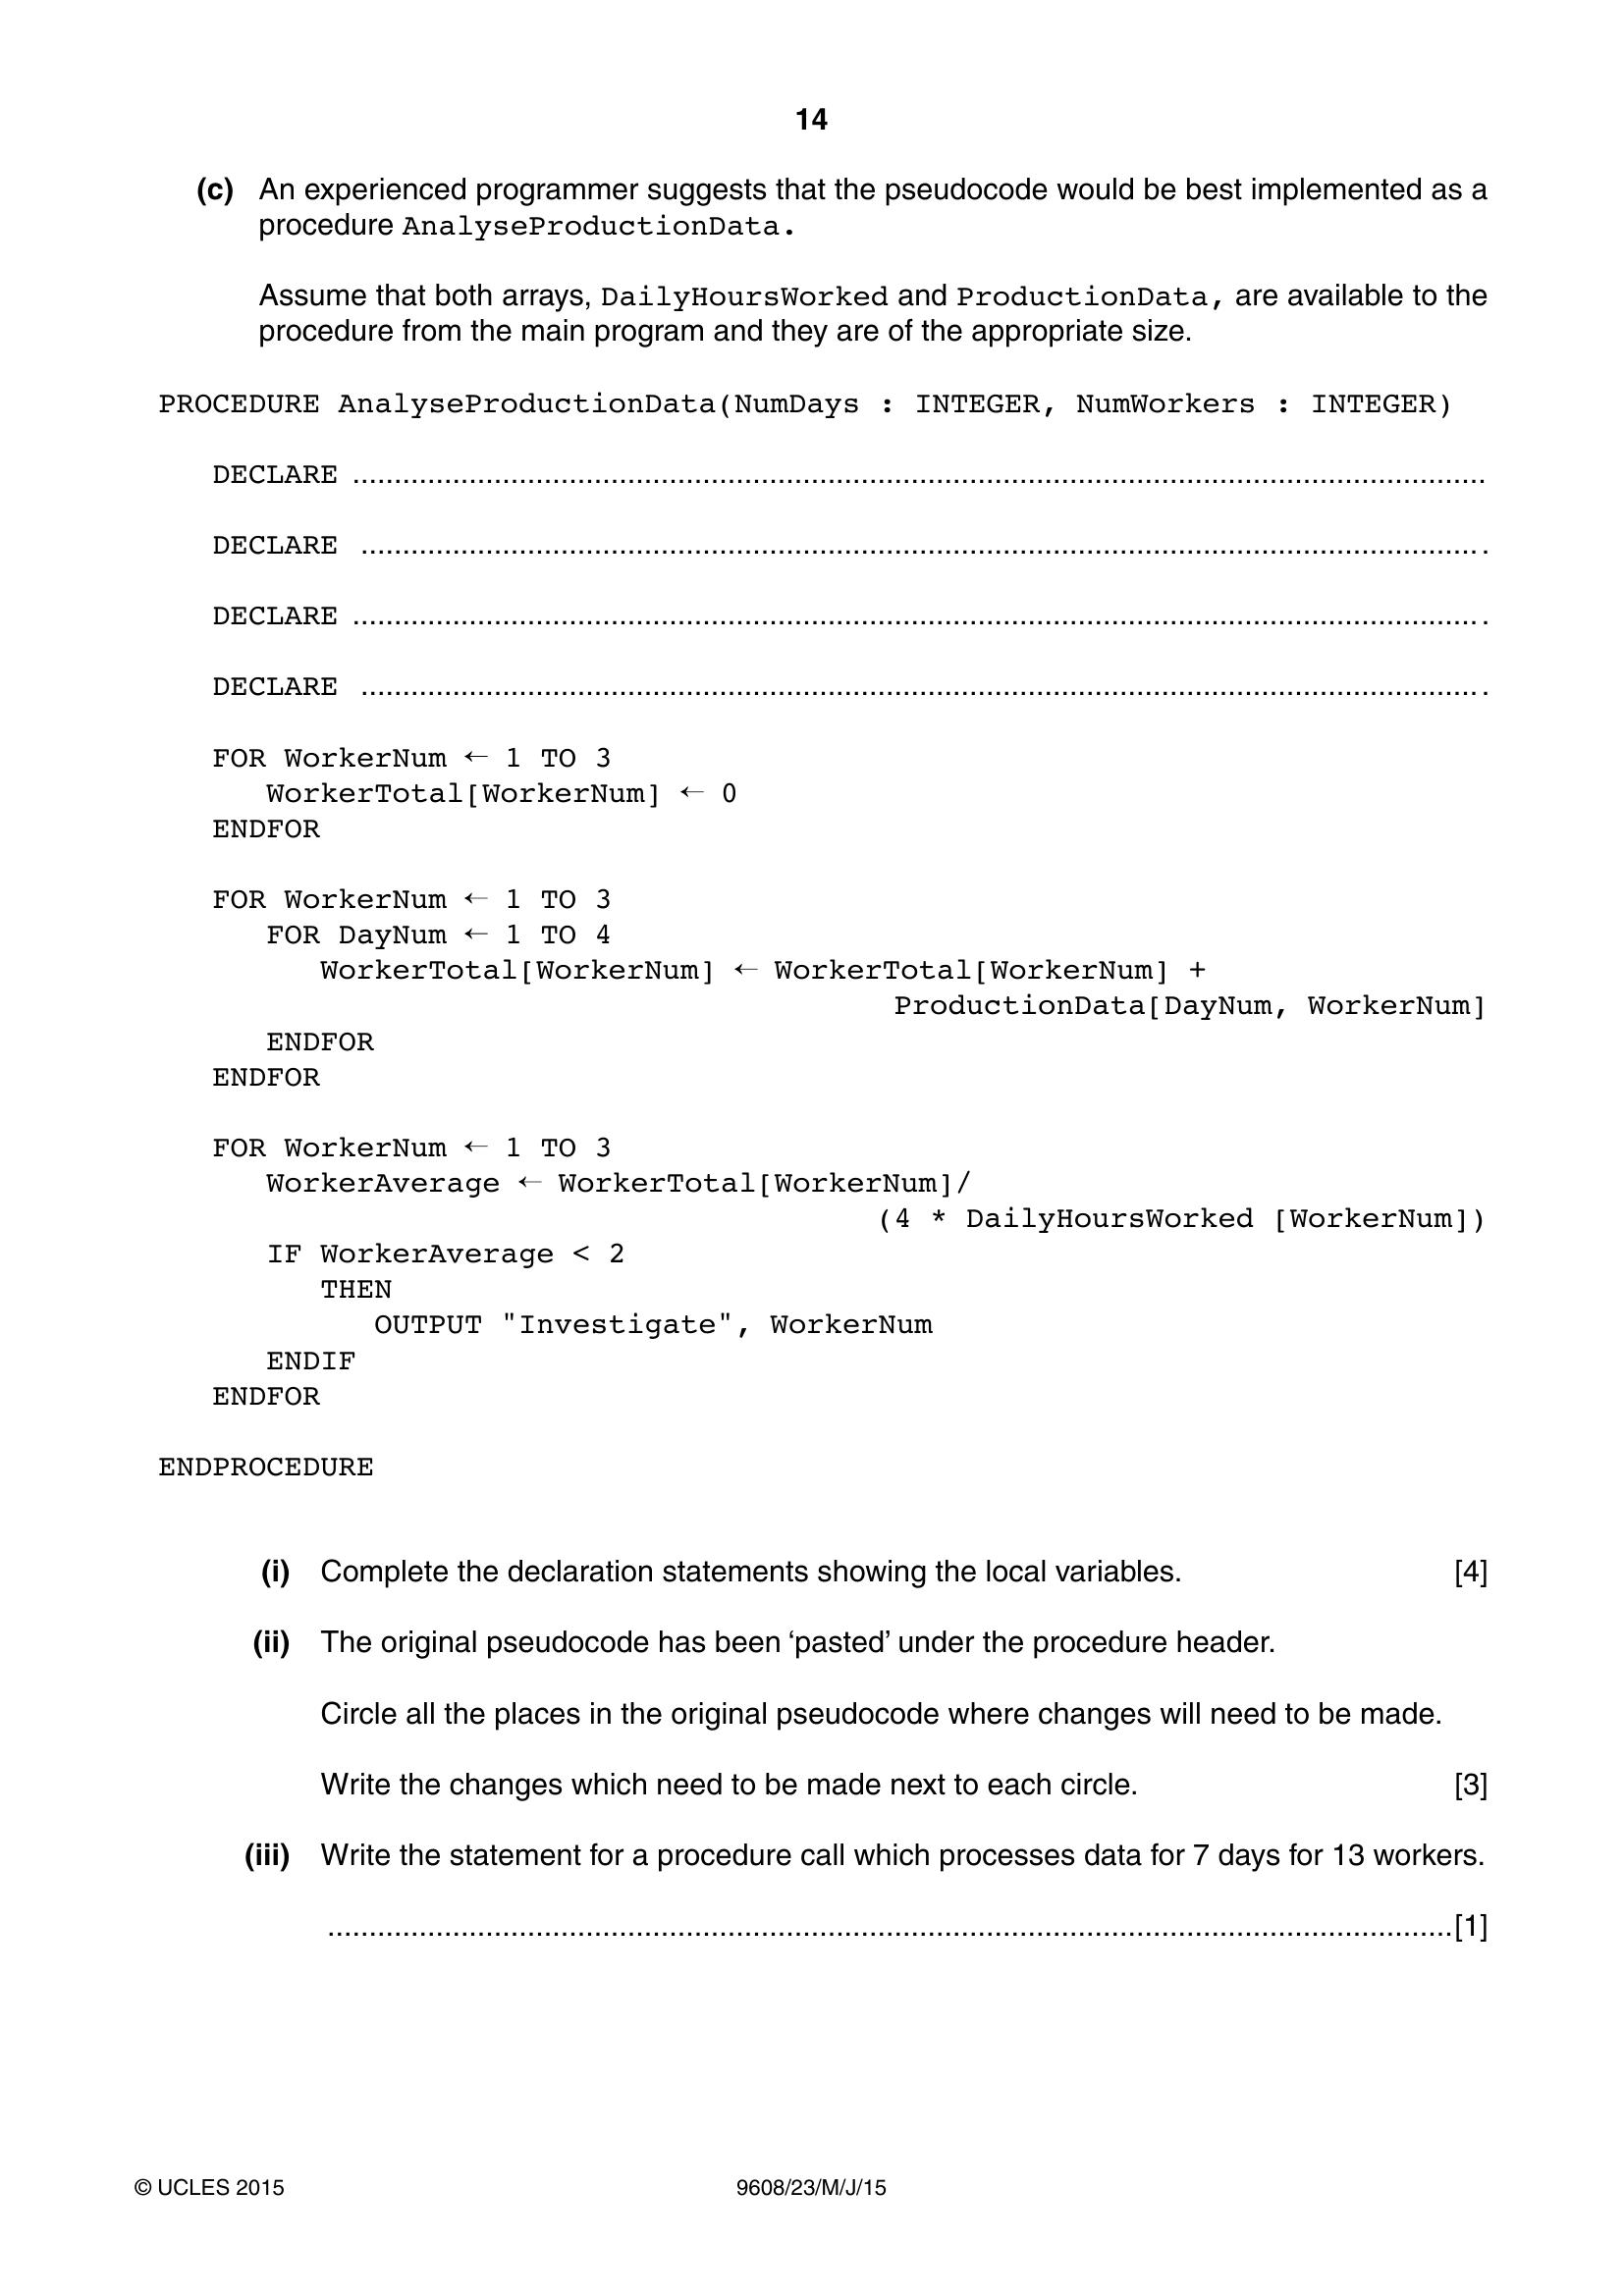 14
(c) An experienced programmer suggests that the pseudocode would be best implemented as a
procedure AnalyseProductionData.
Assume that both arrays, DailyHoursWorked and ProductionData, are available to the
procedure from the main program and they are of the appropriate size.
PROCEDURE AnalyseProductionData(NumDays : INTEGER, NumWorkers : INTEGER)
DECLARE ..........................................................................
DECLARE ..........................................................................
DECLARE ..........................................................................
DECLARE ..........................................................................
FOR WorkerNum ← 1 TO 3
WorkerTotal[WorkerNum] ← 0
ENDFOR
FOR WorkerNum ← 1 TO 3
FOR DayNum ← 1 TO 4
WorkerTotal[WorkerNum] ← WorkerTotal[WorkerNum] +
ProductionData[DayNum, WorkerNum]
ENDFOR
ENDFOR
FOR WorkerNum ← 1 TO 3
WorkerAverage ← WorkerTotal[WorkerNum]/
(4 * DailyHoursWorked [WorkerNum])
IF WorkerAverage < 2
THEN
OUTPUT "Investigate", WorkerNum
ENDIF
ENDFOR
ENDPROCEDURE
(i) Complete the declaration statements showing the local variables. [4]
(ii) The original pseudocode has been ‘pasted’ under the procedure header.
Circle all the places in the original pseudocode where changes will need to be made.
Write the changes which need to be made next to each circle. [3]
(iii) Write the statement for a procedure call which processes data for 7 days for 13 workers.
..........................................................................[1]
© UCLES 2015 9608/23/M/J/15